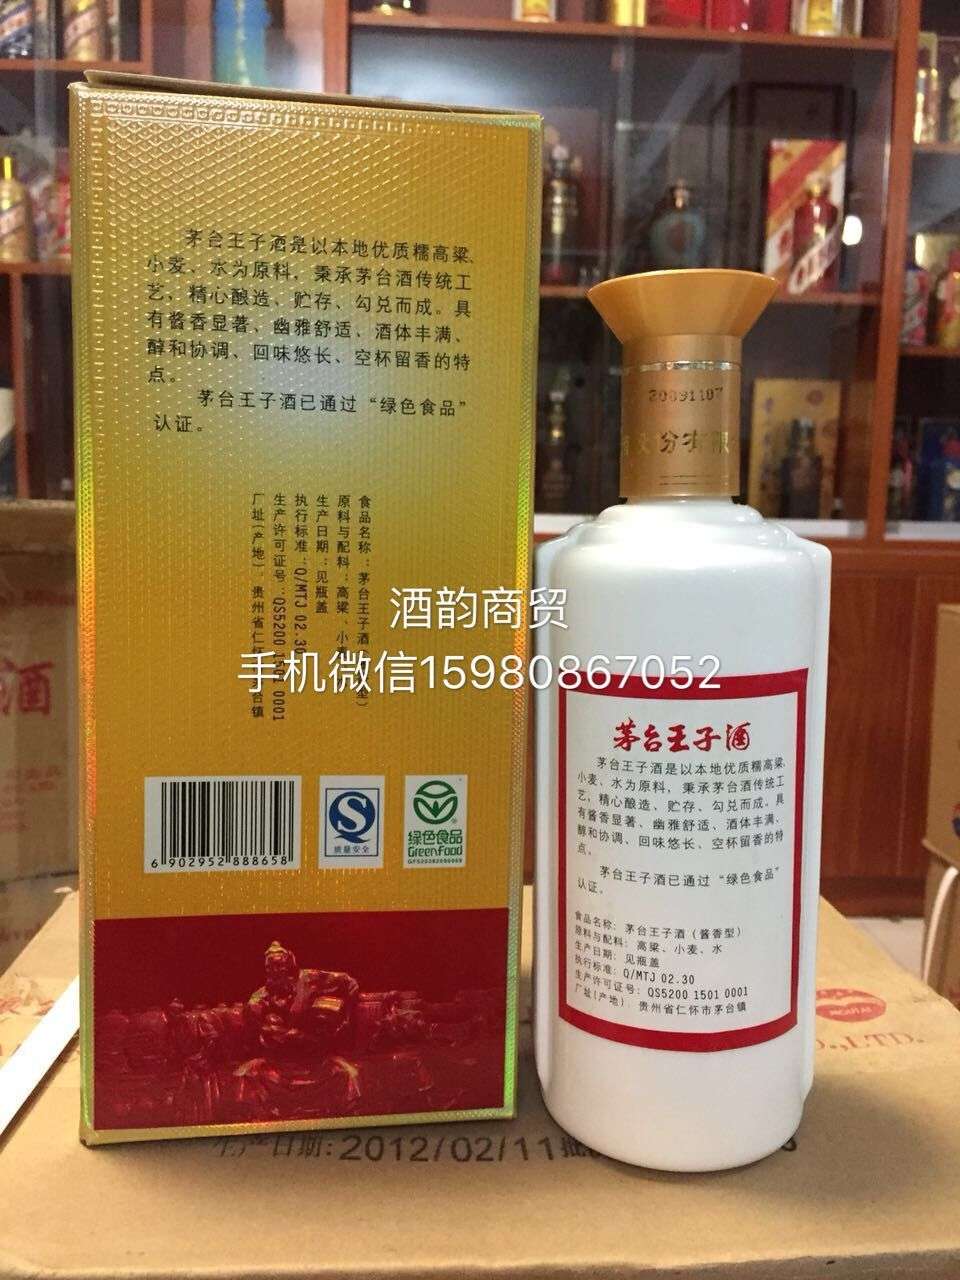 茅台王子酒是以本地优质糯高粱、
小麦、水为原料，秉承茅台酒传统工
艺，精心酿造、贮存、勾兑而成。具
有酱香显著、幽雅舒适、酒体丰满、
醇和协调、回味悠长、空杯留香的特
点。
茅台王子酒已通过“绿色食品”
认证。
食品名称：茅台王子酒
原料与配料：高粱、小麦
生产日期：见瓶盖
执行标准：Q/MTJ 02.30
生产许可证号：QS5200 1501 0001
厂址(产地)：贵州省仁怀
台镇
酒韵商贸
手机微信15980867052
6 902952 888658
质量安全
绿色食品
GreenFood
20091107
份有限
茅台王子酒
茅台王子酒是以本地优质糯高粱、
小麦、水为原料，秉承茅台酒传统工
艺，精心酿造、贮存、勾兑而成。具
有酱香显著、幽雅舒适、酒体丰满、
醇和协调、回味悠长、空杯留香的特
点。
茅台王子酒已通过“绿色食品”
认证。
食品名称：茅台王子酒（酱香型）
原料与配料：高粱、小麦、水
生产日期：见瓶盖
执行标准：Q/MTJ 02.30
生产许可证号：QS5200 1501 0001
厂址(产地)：贵州省仁怀市茅台镇
酒
.,LTD.
生产日期:2012/02/11